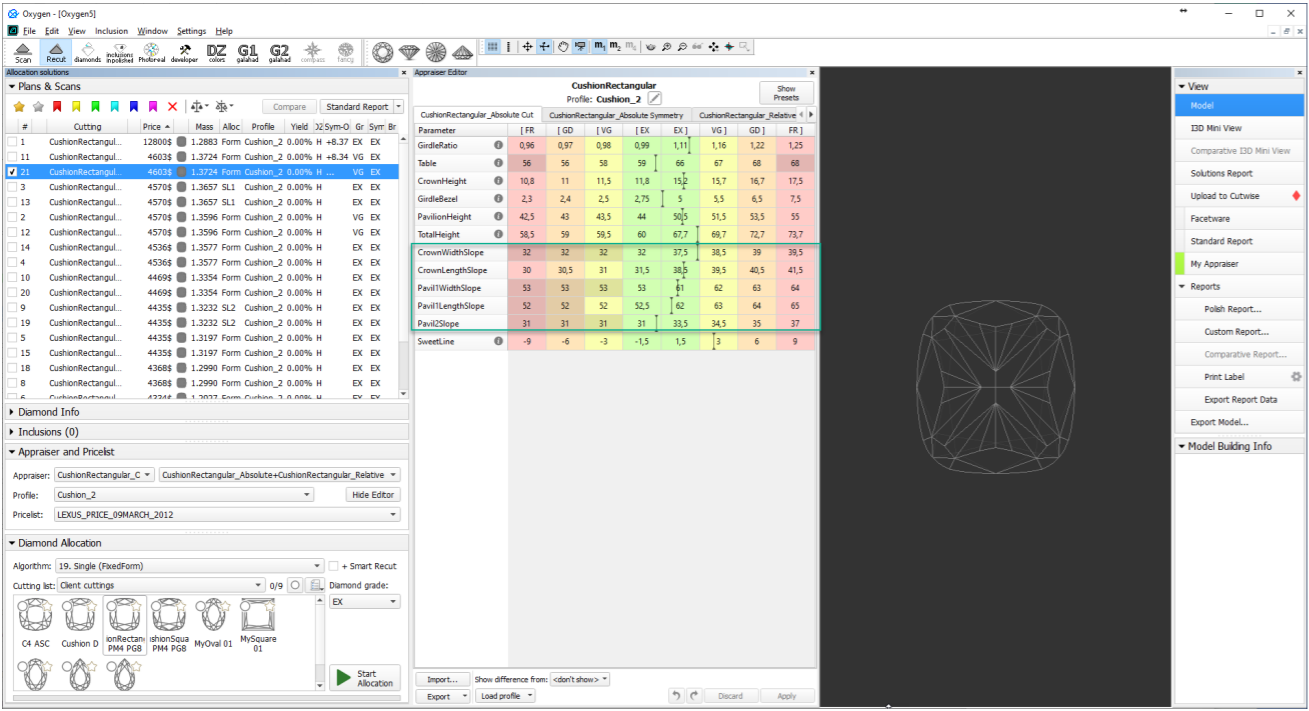 Oxygen - [Oxygen5]
File Edit View Inclusion Window Settings Help
Scan Recut diamonds inclusions inpolished Photoreal developer DZ colors G1 galahad G2 galahad compass fancy m1 m2
Allocation solutions
Plans & Scans
Compare Standard Report
# Cutting Price Mass Alloc Profile Yield Sym-O Gr Sym Br
1 CushionRectangul... 12800$ 1.2883 Form Cushion_2 0.00% H +8.37 EX EX
11 CushionRectangul... 4603$ 1.3724 Form Cushion_2 0.00% H +8.34 VG EX
21 CushionRectangul... 4603$ 1.3724 Form Cushion_2 0.00% H ... VG EX
3 CushionRectangul... 4570$ 1.3657 SL1 Cushion_2 0.00% H EX EX
13 CushionRectangul... 4570$ 1.3657 SL1 Cushion_2 0.00% H EX EX
2 CushionRectangul... 4570$ 1.3596 Form Cushion_2 0.00% H VG EX
12 CushionRectangul... 4570$ 1.3596 Form Cushion_2 0.00% H VG EX
14 CushionRectangul... 4536$ 1.3577 Form Cushion_2 0.00% H EX EX
4 CushionRectangul... 4536$ 1.3577 Form Cushion_2 0.00% H EX EX
10 CushionRectangul... 4469$ 1.3354 Form Cushion_2 0.00% H EX EX
20 CushionRectangul... 4469$ 1.3354 Form Cushion_2 0.00% H EX EX
9 CushionRectangul... 4435$ 1.3232 SL2 Cushion_2 0.00% H EX EX
19 CushionRectangul... 4435$ 1.3232 SL2 Cushion_2 0.00% H EX EX
5 CushionRectangul... 4435$ 1.3197 Form Cushion_2 0.00% H EX EX
15 CushionRectangul... 4435$ 1.3197 Form Cushion_2 0.00% H EX EX
18 CushionRectangul... 4368$ 1.2990 Form Cushion_2 0.00% H EX EX
8 CushionRectangul... 4368$ 1.2990 Form Cushion_2 0.00% H EX EX
Diamond Info
Inclusions (0)
Appraiser and Pricelist
Appraiser: CushionRectangular_C CushionRectangular_Absolute+CushionRectangular_Relative
Profile: Cushion_2 Hide Editor
Pricelist: LEXUS_PRICE_09MARCH_2012
Diamond Allocation
Algorithm: 19. Single (FixedForm) + Smart Recut
Cutting list: Client cuttings 0/9 Diamond grade:
EX
C4 ASC Cushion D ionRectan PM4 PG8 ishionSqua PM4 PG8 MyOval 01 MySquare 01
Start Allocation
Appraiser Editor
CushionRectangular
Profile: Cushion_2
Show Presets
CushionRectangular_Absolute Cut CushionRectangular_Absolute Symmetry CushionRectangular_Relative
Parameter [ FR [ GD [ VG [ EX EX ] VG ] GD ] FR ]
GirdleRatio 0,96 0,97 0,98 0,99 1,11 1,16 1,22 1,25
Table 56 56 58 59 66 67 68 68
CrownHeight 10,8 11 11,5 11,8 15,2 15,7 16,7 17,5
GirdleBezel 2,3 2,4 2,5 2,75 5 5,5 6,5 7,5
PavilionHeight 42,5 43 43,5 44 50,5 51,5 53,5 55
TotalHeight 58,5 59 59,5 60 67,7 69,7 72,7 73,7
CrownWidthSlope 32 32 32 32 37,5 38,5 39 39,5
CrownLengthSlope 30 30,5 31 31,5 38,5 39,5 40,5 41,5
Pavil1WidthSlope 53 53 53 53 61 62 63 64
Pavil1LengthSlope 52 52 52 52,5 62 63 64 65
Pavil2Slope 31 31 31 31 33,5 34,5 35 37
SweetLine -9 -6 -3 -1,5 1,5 3 6 9
Import... Show difference from: <don't show>
Export Load profile Discard Apply
View
Model
I3D Mini View
Comparative I3D Mini View
Solutions Report
Upload to Cutwise
Facetware
Standard Report
My Appraiser
Reports
Polish Report...
Custom Report...
Comparative Report...
Print Label
Export Report Data
Export Model...
Model Building Info